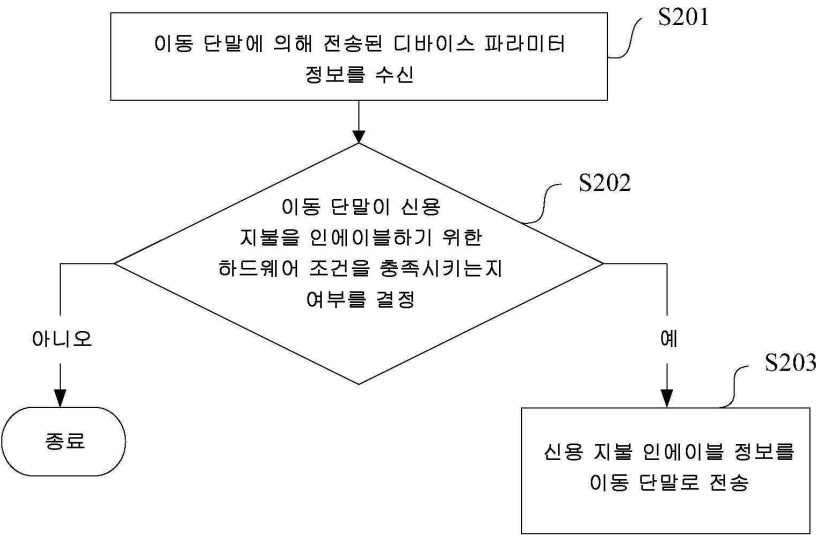 S201
이동 단말에 의해 전송된 디바이스 파라미터
정보를 수신
S202
이동 단말이 신용
지불을 인에이블하기 위한
하드웨어 조건을 충족시키는지
여부를 결정
아니오
예
S203
종료
신용 지불 인에이블 정보를
이동 단말로 전송